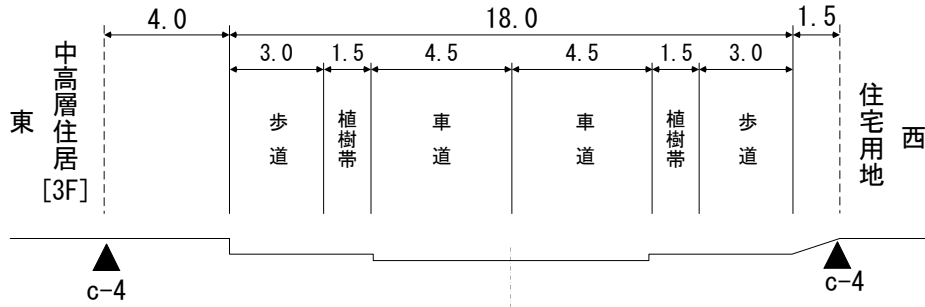 4.0 18.0 1.5
3.0 1.5 4.5 4.5 1.5 3.0
東
中高層住居
[3F]
歩道
植樹帯
車道
車道
植樹帯
歩道
住宅用地
西
c-4
c-4